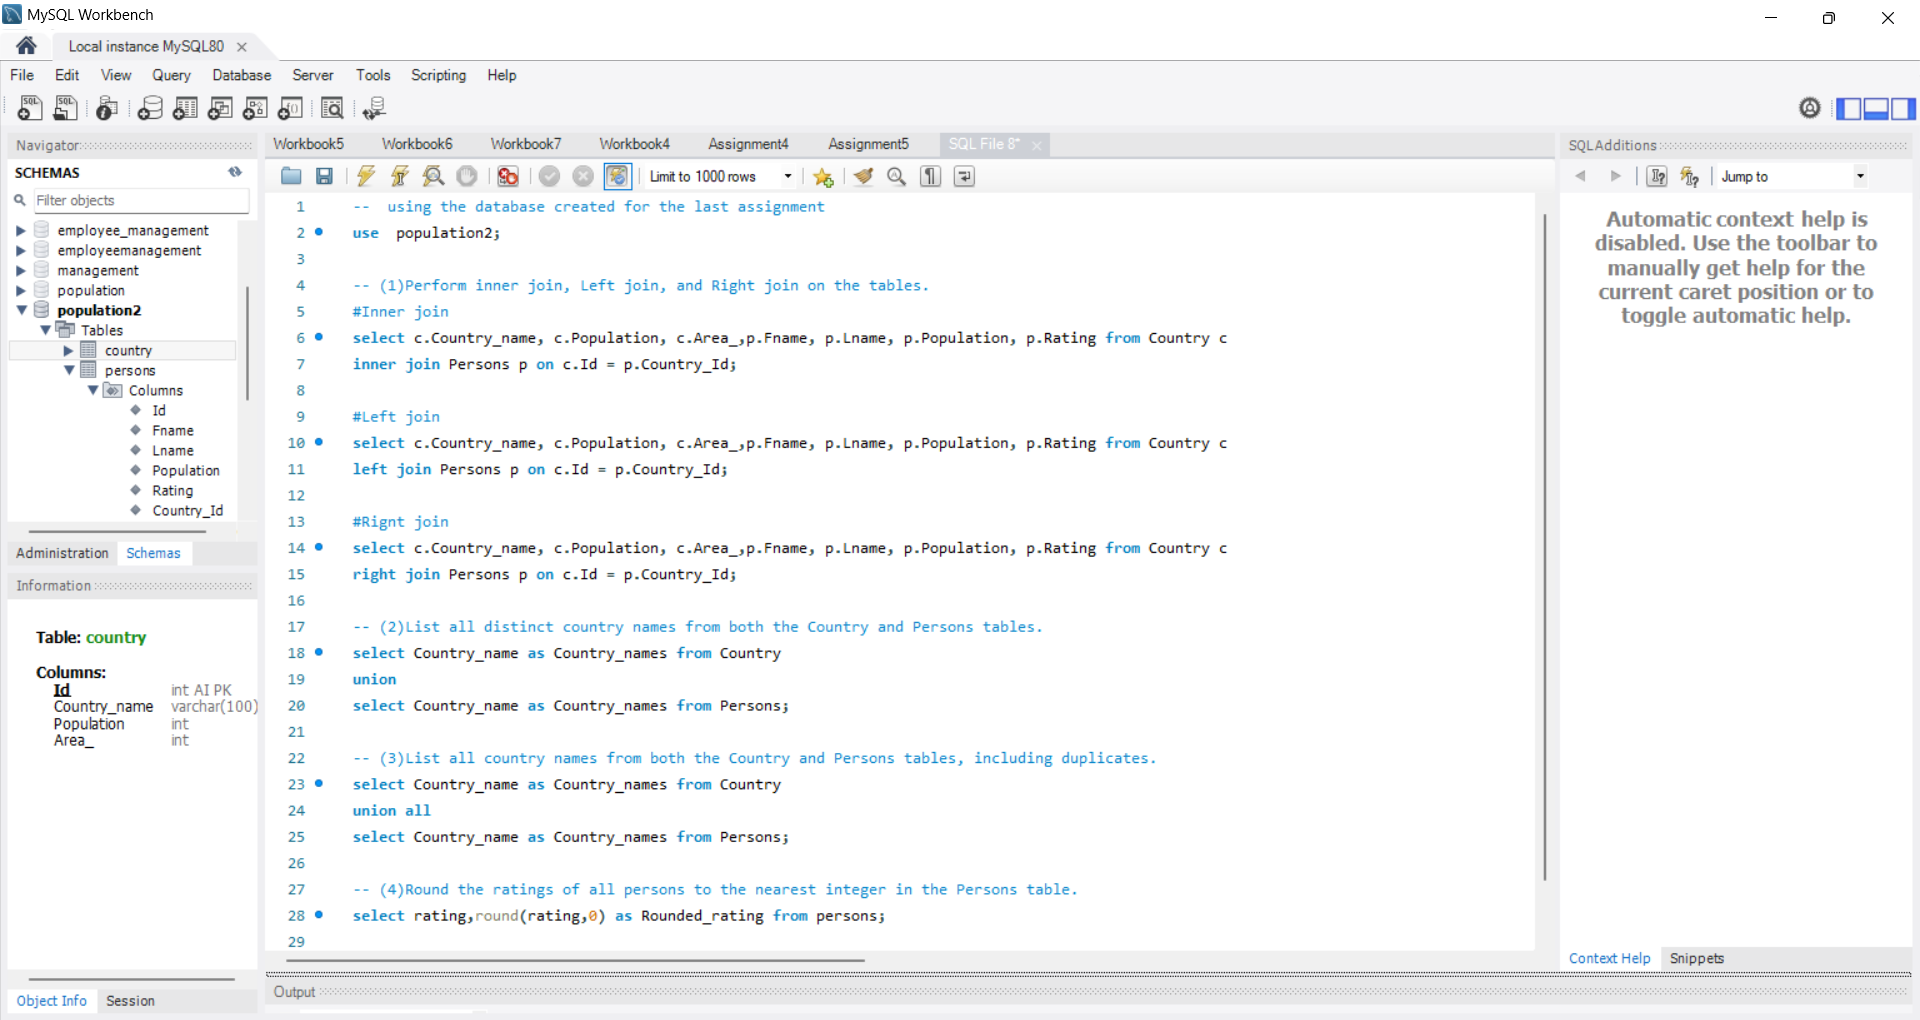 MySQL Workbench
Local instance MySQL80
File Edit View Query Database Server Tools Scripting Help
Navigator
SCHEMAS
Filter objects
employee_management
employeemanagement
management
population
population2
Tables
country
persons
Columns
Id
Fname
Lname
Population
Rating
Country_Id
Administration Schemas
Information
Table: country
Columns:
Id int AI PK
Country_name varchar(100)
Population int
Area_ int
Object Info Session
Workbook5 Workbook6 Workbook7 Workbook4 Assignment4 Assignment5 SQL File 8*
Limit to 1000 rows
1 -- using the database created for the last assignment
2 use population2;
3
4 -- (1)Perform inner join, Left join, and Right join on the tables.
5 #Inner join
6 select c.Country_name, c.Population, c.Area_,p.Fname, p.Lname, p.Population, p.Rating from Country c
7 inner join Persons p on c.Id = p.Country_Id;
8
9 #Left join
10 select c.Country_name, c.Population, c.Area_,p.Fname, p.Lname, p.Population, p.Rating from Country c
11 left join Persons p on c.Id = p.Country_Id;
12
13 #Rignt join
14 select c.Country_name, c.Population, c.Area_,p.Fname, p.Lname, p.Population, p.Rating from Country c
15 right join Persons p on c.Id = p.Country_Id;
16
17 -- (2)List all distinct country names from both the Country and Persons tables.
18 select Country_name as Country_names from Country
19 union
20 select Country_name as Country_names from Persons;
21
22 -- (3)List all country names from both the Country and Persons tables, including duplicates.
23 select Country_name as Country_names from Country
24 union all
25 select Country_name as Country_names from Persons;
26
27 -- (4)Round the ratings of all persons to the nearest integer in the Persons table.
28 select rating,round(rating,0) as Rounded_rating from persons;
29
Output
SQLAdditions
Jump to
Automatic context help is
disabled. Use the toolbar to
manually get help for the
current caret position or to
toggle automatic help.
Context Help Snippets